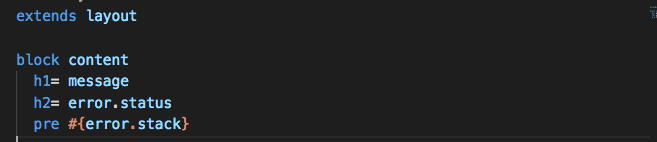 extends layout
block content
h1= message
h2= error.status
pre #{error.stack}